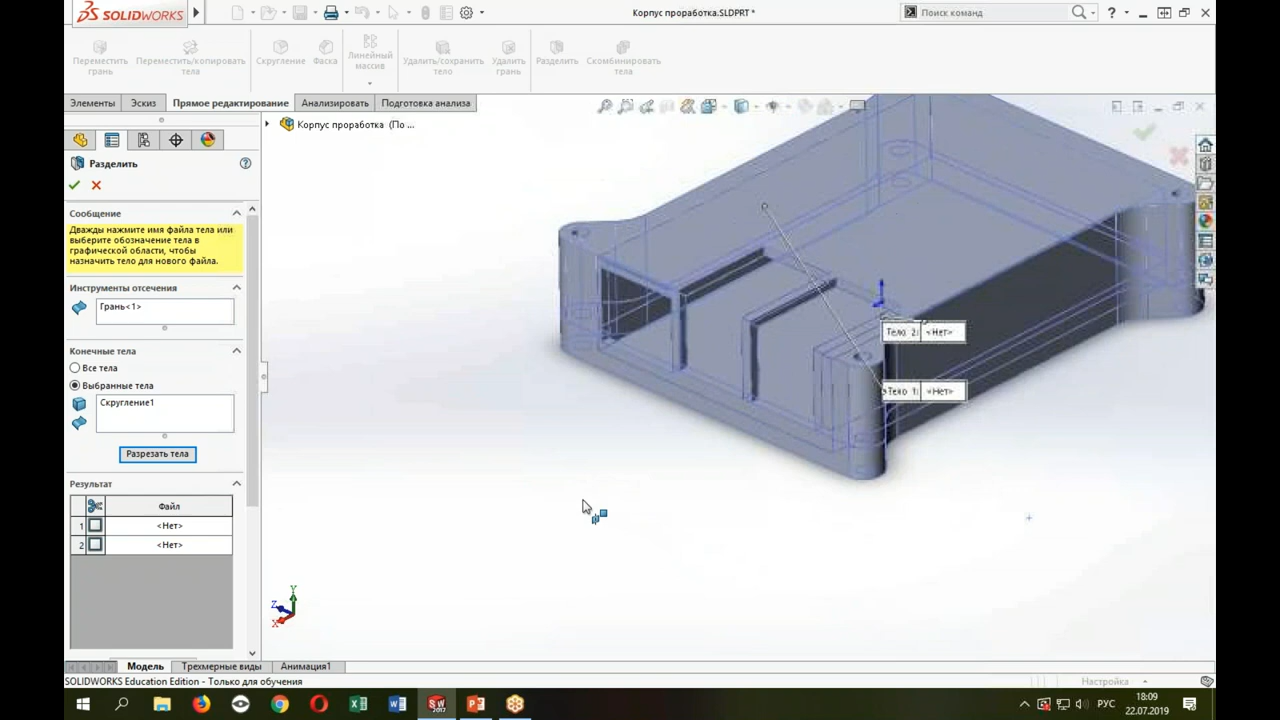 SOLIDWORKS
Корпус проработка.SLDPRT *
Поиск команд
?
Переместить грань
Переместить/копировать тела
Скругление
Фаска
Линейный массив
Удалить/сохранить тело
Удалить грань
Разделить
Скомбинировать тела
Элементы
Эскиз
Прямое редактирование
Анализировать
Подготовка анализа
Корпус проработка (По ...
Разделить
Сообщение
Дважды нажмите имя файла тела или
выберите обозначение тела в
графической области, чтобы
назначить тело для нового файла.
Инструменты отсечения
Грань<1>
Конечные тела
Все тела
Выбранные тела
Скругление1
Разрезать тела
Результат
Файл
1 <Нет>
2 <Нет>
Тело 2: <Нет>
Тело 1: <Нет>
Y
Z
X
Модель
Трехмерные виды
Анимация1
SOLIDWORKS Education Edition - Только для обучения
Настройка
РУС
18:09
22.07.2019